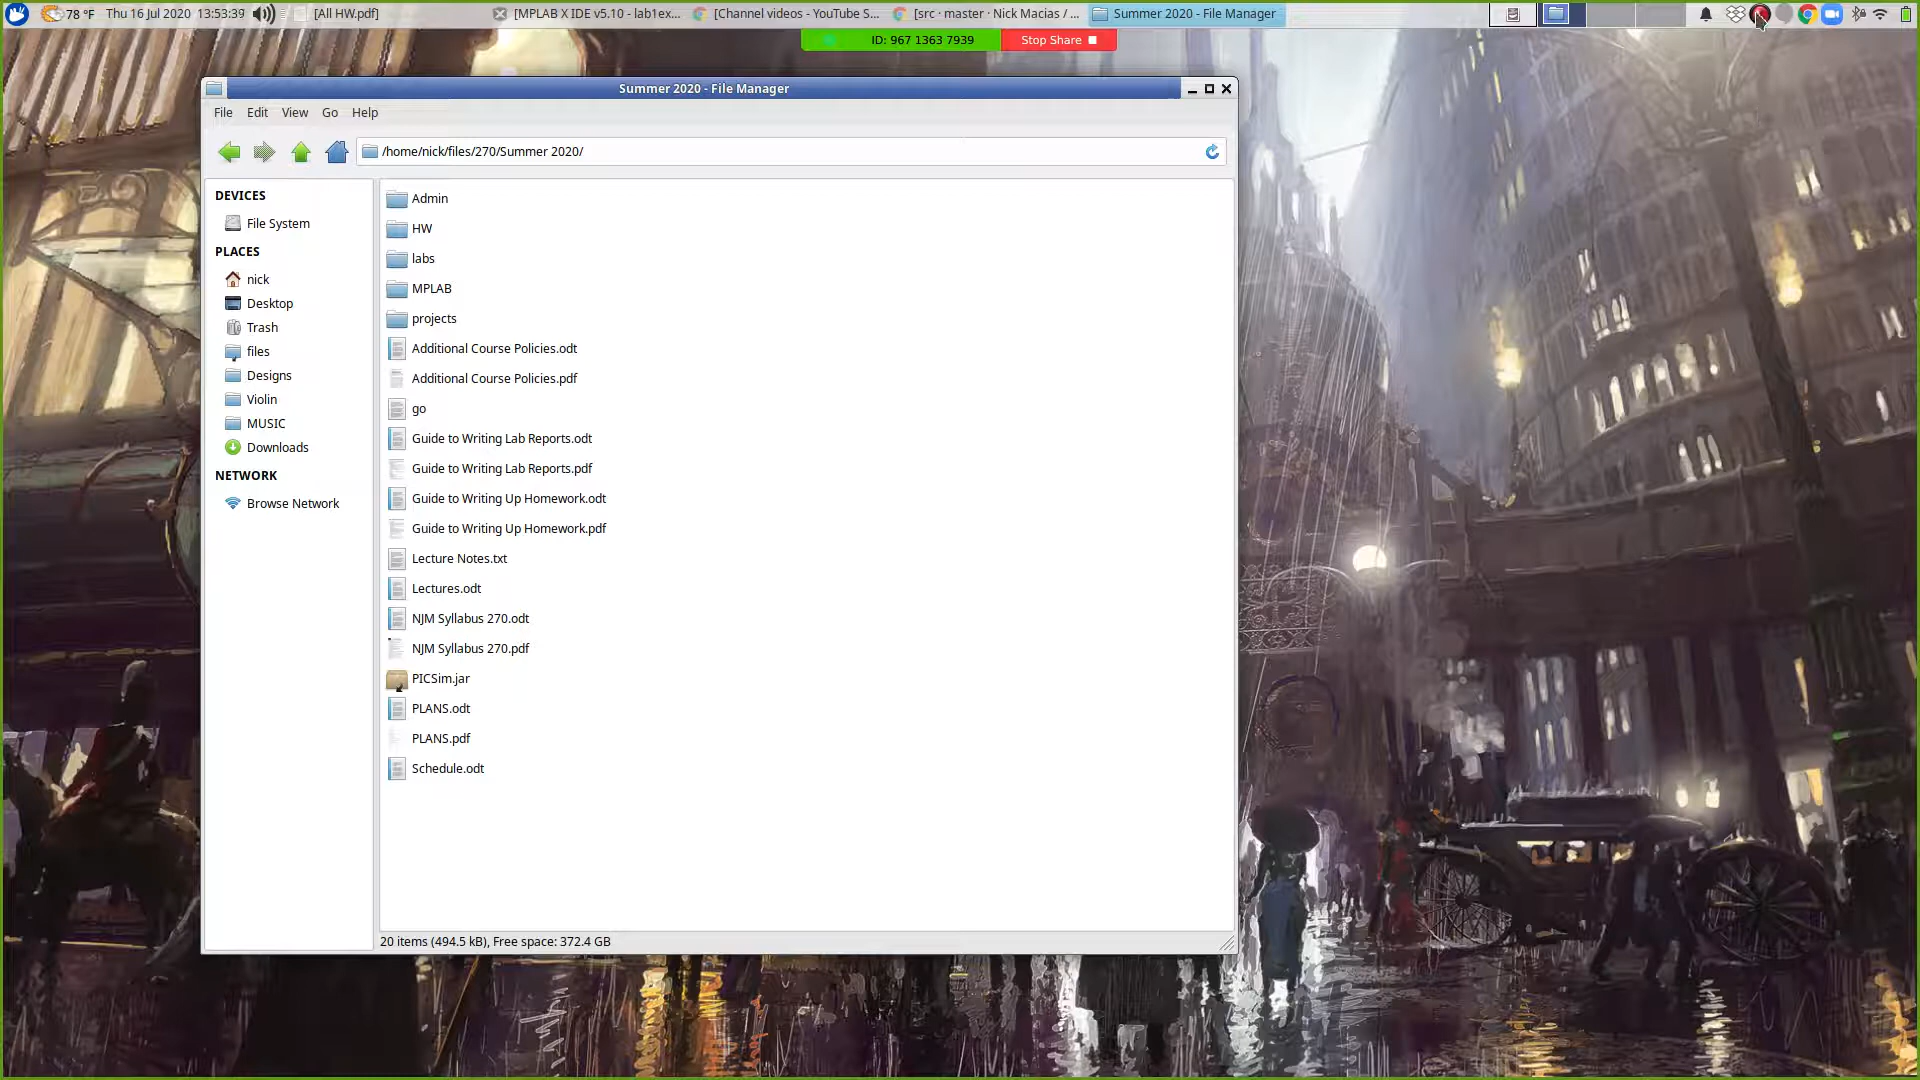 78 °F Thu 16 Jul 2020 13:53:39 [All HW.pdf] [MPLAB X IDE v5.10 - lab1ex... [Channel videos - YouTube S... [src · master · Nick Macias / ... Summer 2020 - File Manager
ID: 967 1363 7939 Stop Share
Summer 2020 - File Manager
File Edit View Go Help
/home/nick/files/270/Summer 2020/
DEVICES
File System
PLACES
nick
Desktop
Trash
files
Designs
Violin
MUSIC
Downloads
NETWORK
Browse Network
Admin
HW
labs
MPLAB
projects
Additional Course Policies.odt
Additional Course Policies.pdf
go
Guide to Writing Lab Reports.odt
Guide to Writing Lab Reports.pdf
Guide to Writing Up Homework.odt
Guide to Writing Up Homework.pdf
Lecture Notes.txt
Lectures.odt
NJM Syllabus 270.odt
NJM Syllabus 270.pdf
PICSim.jar
PLANS.odt
PLANS.pdf
Schedule.odt
20 items (494.5 kB), Free space: 372.4 GB